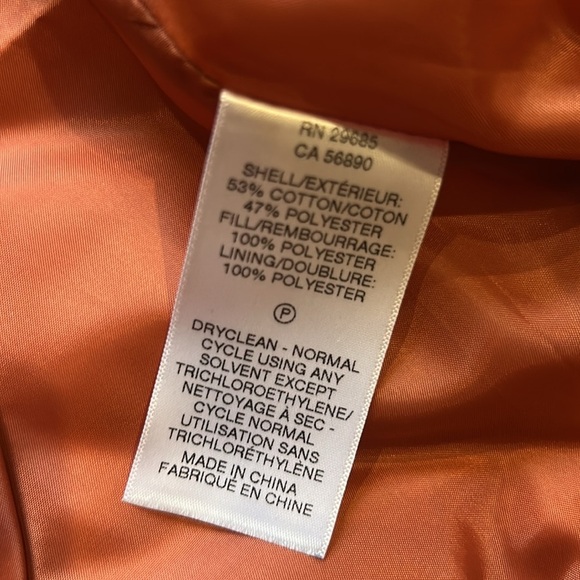 RN 29685
CA 56890
SHELL/EXTÉRIEUR:
53% COTTON/COTON
47% POLYESTER
FILL/REMBOURRAGE:
100% POLYESTER
LINING/DOUBLURE:
100% POLYESTER
P
DRYCLEAN - NORMAL
CYCLE USING ANY
SOLVENT EXCEPT
TRICHLOROETHYLENE/
NETTOYAGE À SEC -
CYCLE NORMAL
UTILISATION SANS
TRICHLORÉTHYLÈNE
MADE IN CHINA
FABRIQUÉ EN CHINE